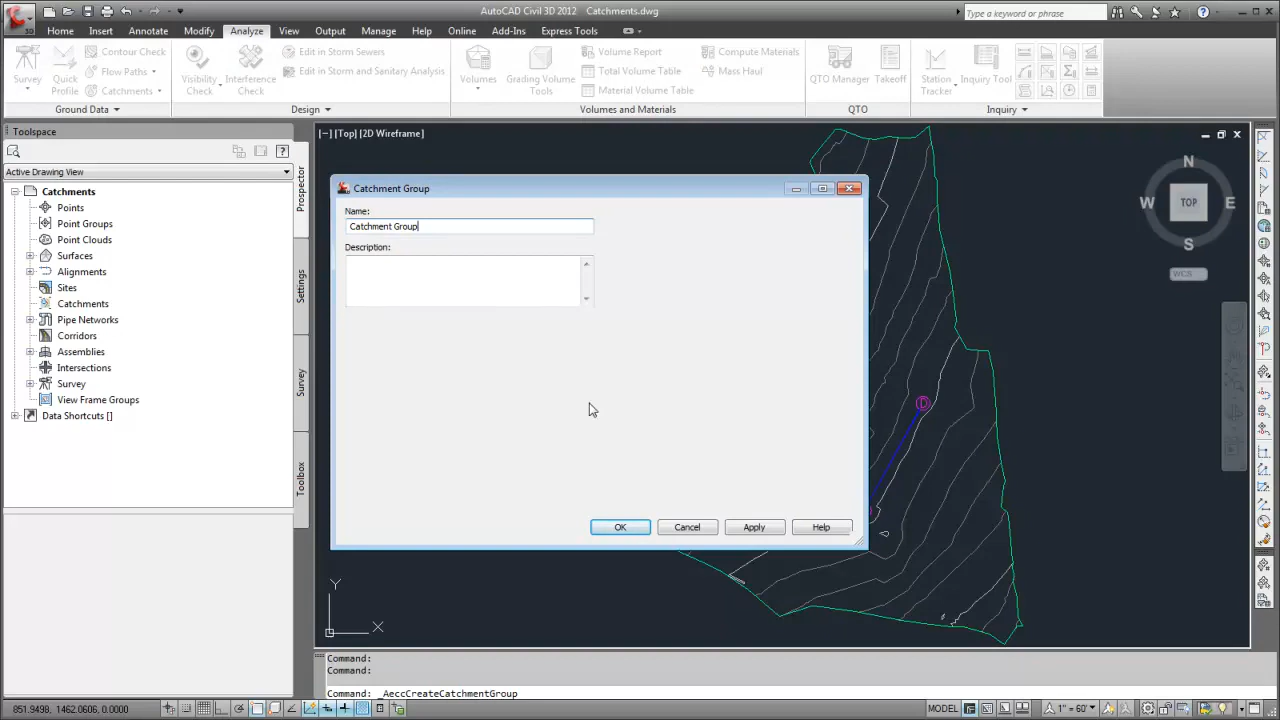 AutoCAD Civil 3D 2012 Catchments.dwg
Type a keyword or phrase
3D
Home Insert Annotate Modify Analyze View Output Manage Help Online Add-Ins Express Tools
Survey
Quick Profile
Contour Check
Flow Paths
Catchments
Ground Data
Visibility Check
Interference Check
Edit in Storm Sewers
Edit in Storm and Sanitary Analysis
Design
Volumes
Grading Volume Tools
Volume Report
Total Volume Table
Material Volume Table
Compute Materials
Mass Haul
Volumes and Materials
QTO Manager
Takeoff
QTO
Station Tracker
Inquiry Tool
Inquiry
Toolspace
Active Drawing View
Catchments
Points
Point Groups
Point Clouds
Surfaces
Alignments
Sites
Catchments
Pipe Networks
Corridors
Assemblies
Intersections
Survey
View Frame Groups
Data Shortcuts []
Prospector
Settings
Survey
Toolbox
[−] [Top] [2D Wireframe]
Catchment Group
Name:
Catchment Group
Description:
OK
Cancel
Apply
Help
N
W
TOP
E
S
WCS
D
Y
X
Command:
Command:
Command: _AeccCreateCatchmentGroup
851.9498, 1462.0606, 0.0000
MODEL
1" = 60'